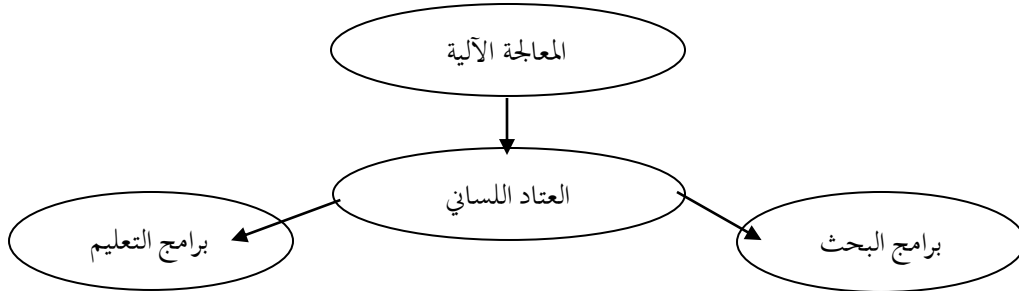 المعالجة الآلية
العتاد اللساني
برامج البحث
برامج التعليم